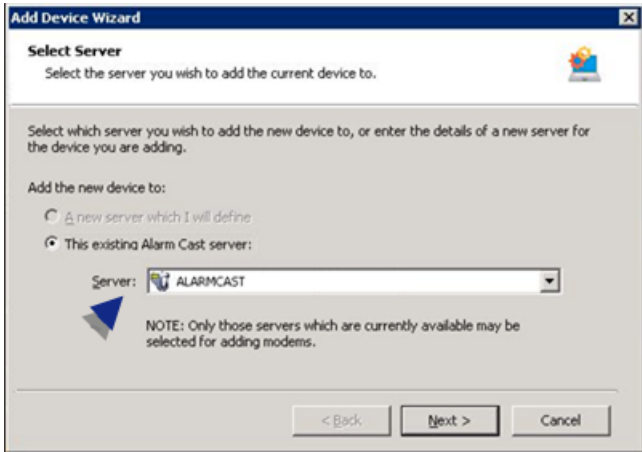 Add Device Wizard
Select Server
Select the server you wish to add the current device to.
Select which server you wish to add the new device to, or enter the details of a new server for
the device you are adding.
Add the new device to:
A new server which I will define
This existing Alarm Cast server:
Server: ALARMCAST
NOTE: Only those servers which are currently available may be
selected for adding modems.
< Back Next > Cancel